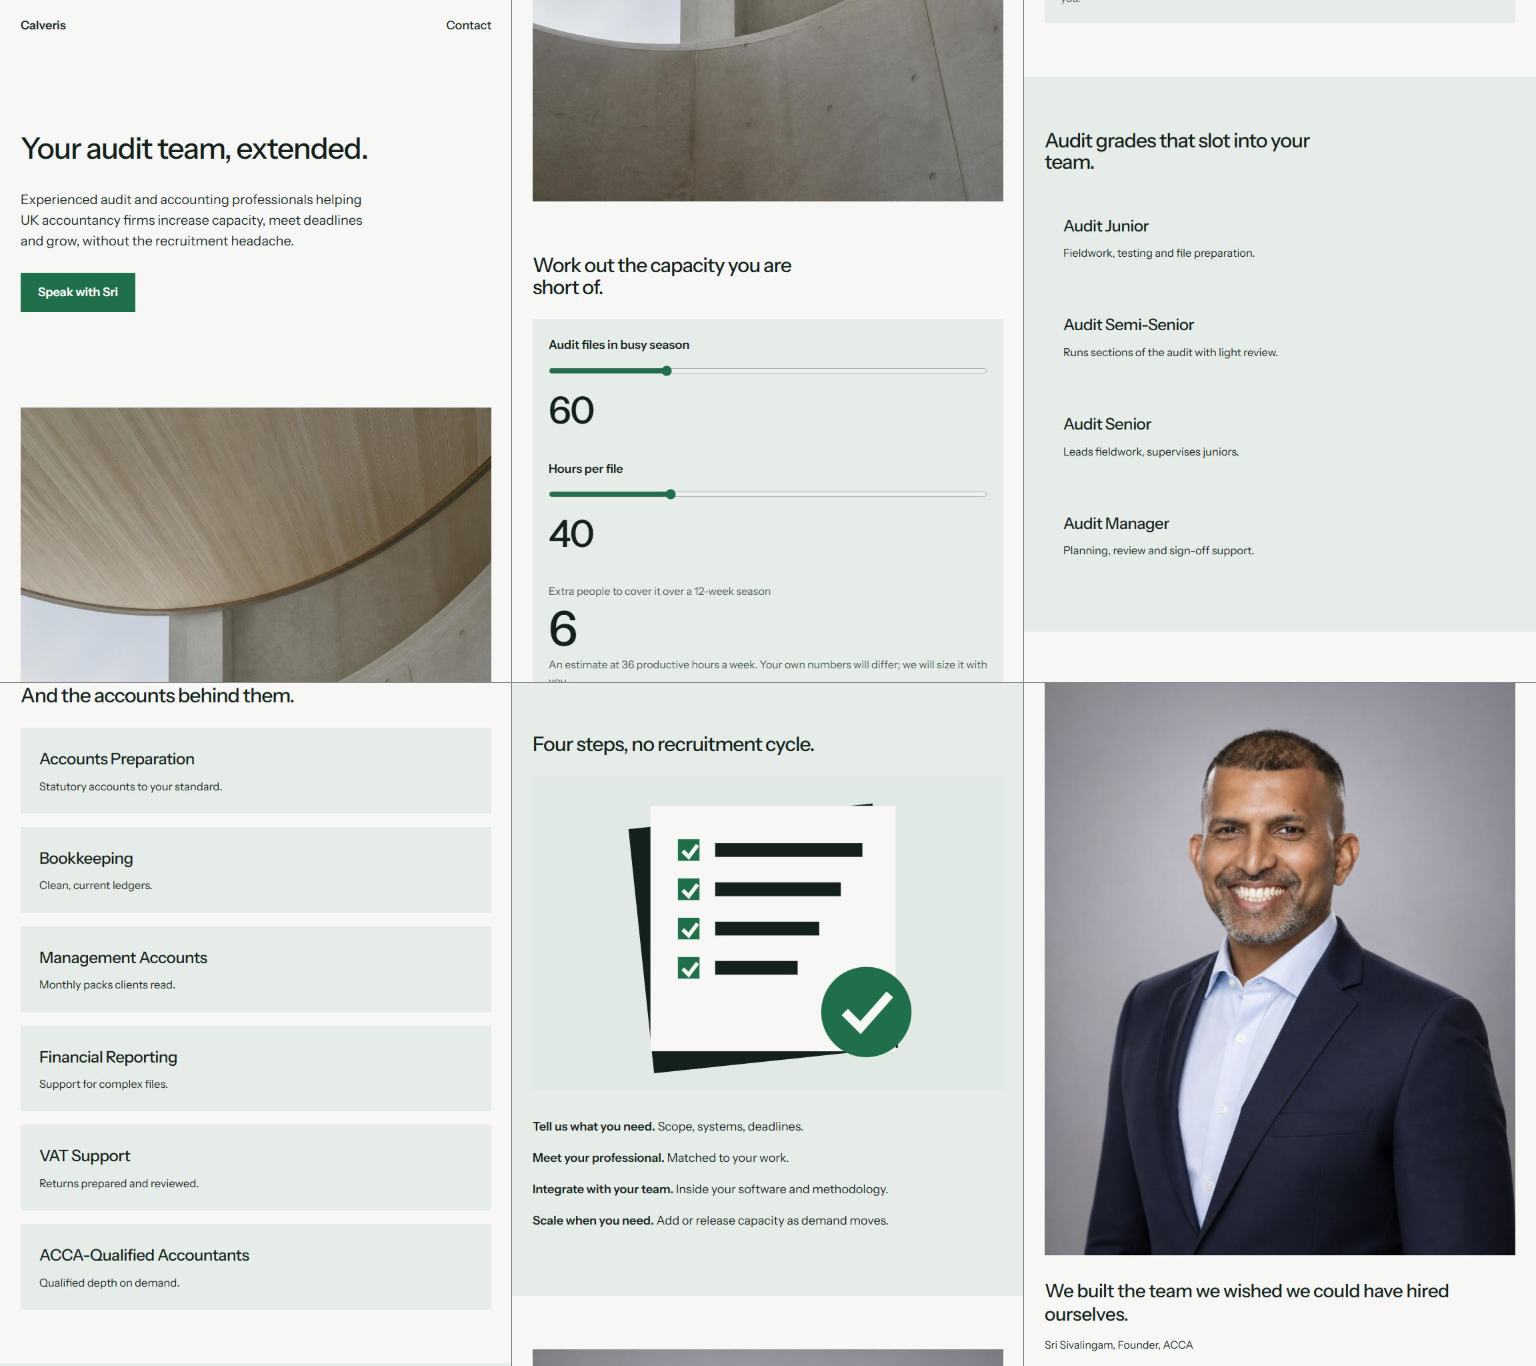 Calveris
Contact
Your audit team, extended.
Experienced audit and accounting professionals helping
UK accountancy firms increase capacity, meet deadlines
and grow, without the recruitment headache.
Speak with Sri
Work out the capacity you are
short of.
Audit files in busy season
60
Hours per file
40
Extra people to cover it over a 12-week season
6
An estimate at 36 productive hours a week. Your own numbers will differ; we will size it with
you.
Audit grades that slot into your
team.
Audit Junior
Fieldwork, testing and file preparation.
Audit Semi-Senior
Runs sections of the audit with light review.
Audit Senior
Leads fieldwork, supervises juniors.
Audit Manager
Planning, review and sign-off support.
And the accounts behind them.
Accounts Preparation
Statutory accounts to your standard.
Bookkeeping
Clean, current ledgers.
Management Accounts
Monthly packs clients read.
Financial Reporting
Support for complex files.
VAT Support
Returns prepared and reviewed.
ACCA-Qualified Accountants
Qualified depth on demand.
Four steps, no recruitment cycle.
Tell us what you need. Scope, systems, deadlines.
Meet your professional. Matched to your work.
Integrate with your team. Inside your software and methodology.
Scale when you need. Add or release capacity as demand moves.
We built the team we wished we could have hired
ourselves.
Sri Sivalingam, Founder, ACCA